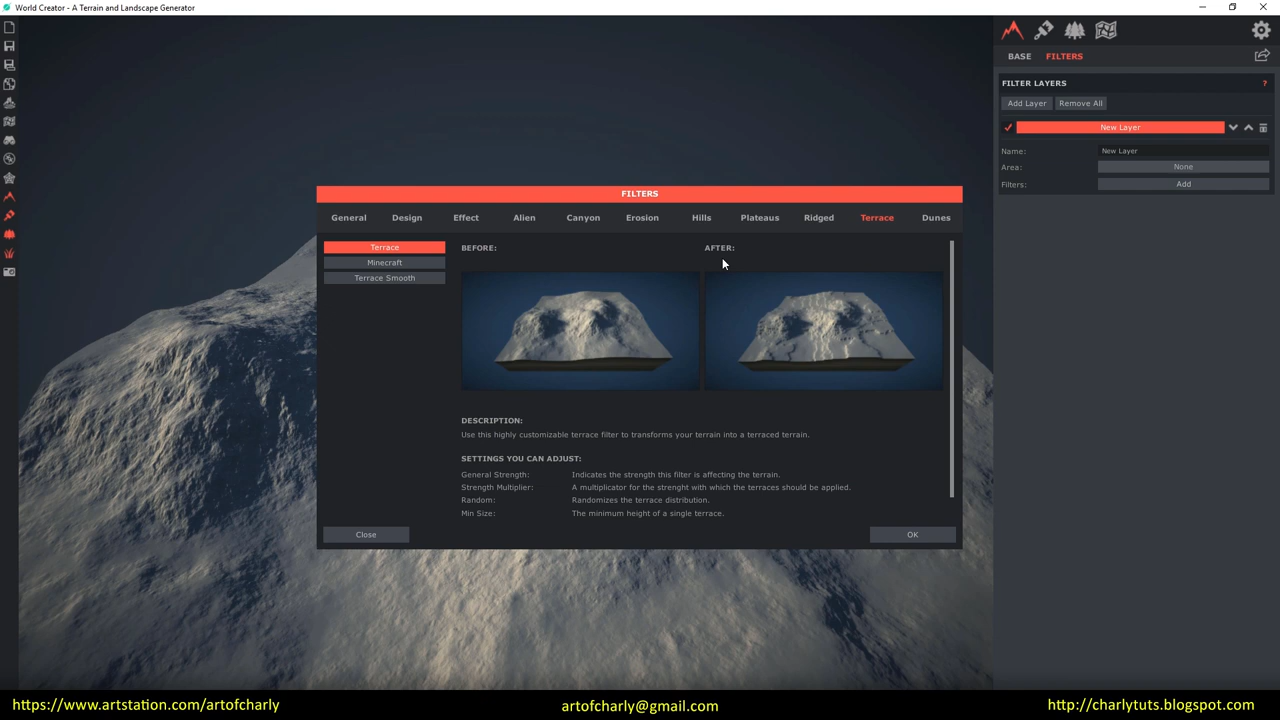 World Creator - A Terrain and Landscape Generator
BASE FILTERS
FILTER LAYERS ?
Add Layer Remove All
New Layer
Name: New Layer
Area: None
Filters: Add
FILTERS
General Design Effect Alien Canyon Erosion Hills Plateaus Ridged Terrace Dunes
Terrace
Minecraft
Terrace Smooth
BEFORE: AFTER:
DESCRIPTION:
Use this highly customizable terrace filter to transforms your terrain into a terraced terrain.
SETTINGS YOU CAN ADJUST:
General Strength: Indicates the strength this filter is affecting the terrain.
Strength Multiplier: A multiplicator for the strenght with which the terraces should be applied.
Random: Randomizes the terrace distribution.
Min Size: The minimum height of a single terrace.
Close OK
https://www.artstation.com/artofcharly artofcharly@gmail.com http://charlytuts.blogspot.com